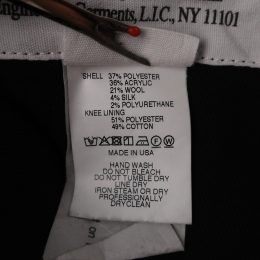 Garments, L.I.C., NY 11101
SHELL 37% POLYESTER
36% ACRYLIC
21% WOOL
4% SILK
2% POLYURETHANE
KNEE LINING
51% POLYESTER
49% COTTON
MADE IN USA
HAND WASH
DO NOT BLEACH
DO NOT TUMBLE DRY
LINE DRY
IRON STEAM OR DRY
PROFESSIONALLY
DRYCLEAN